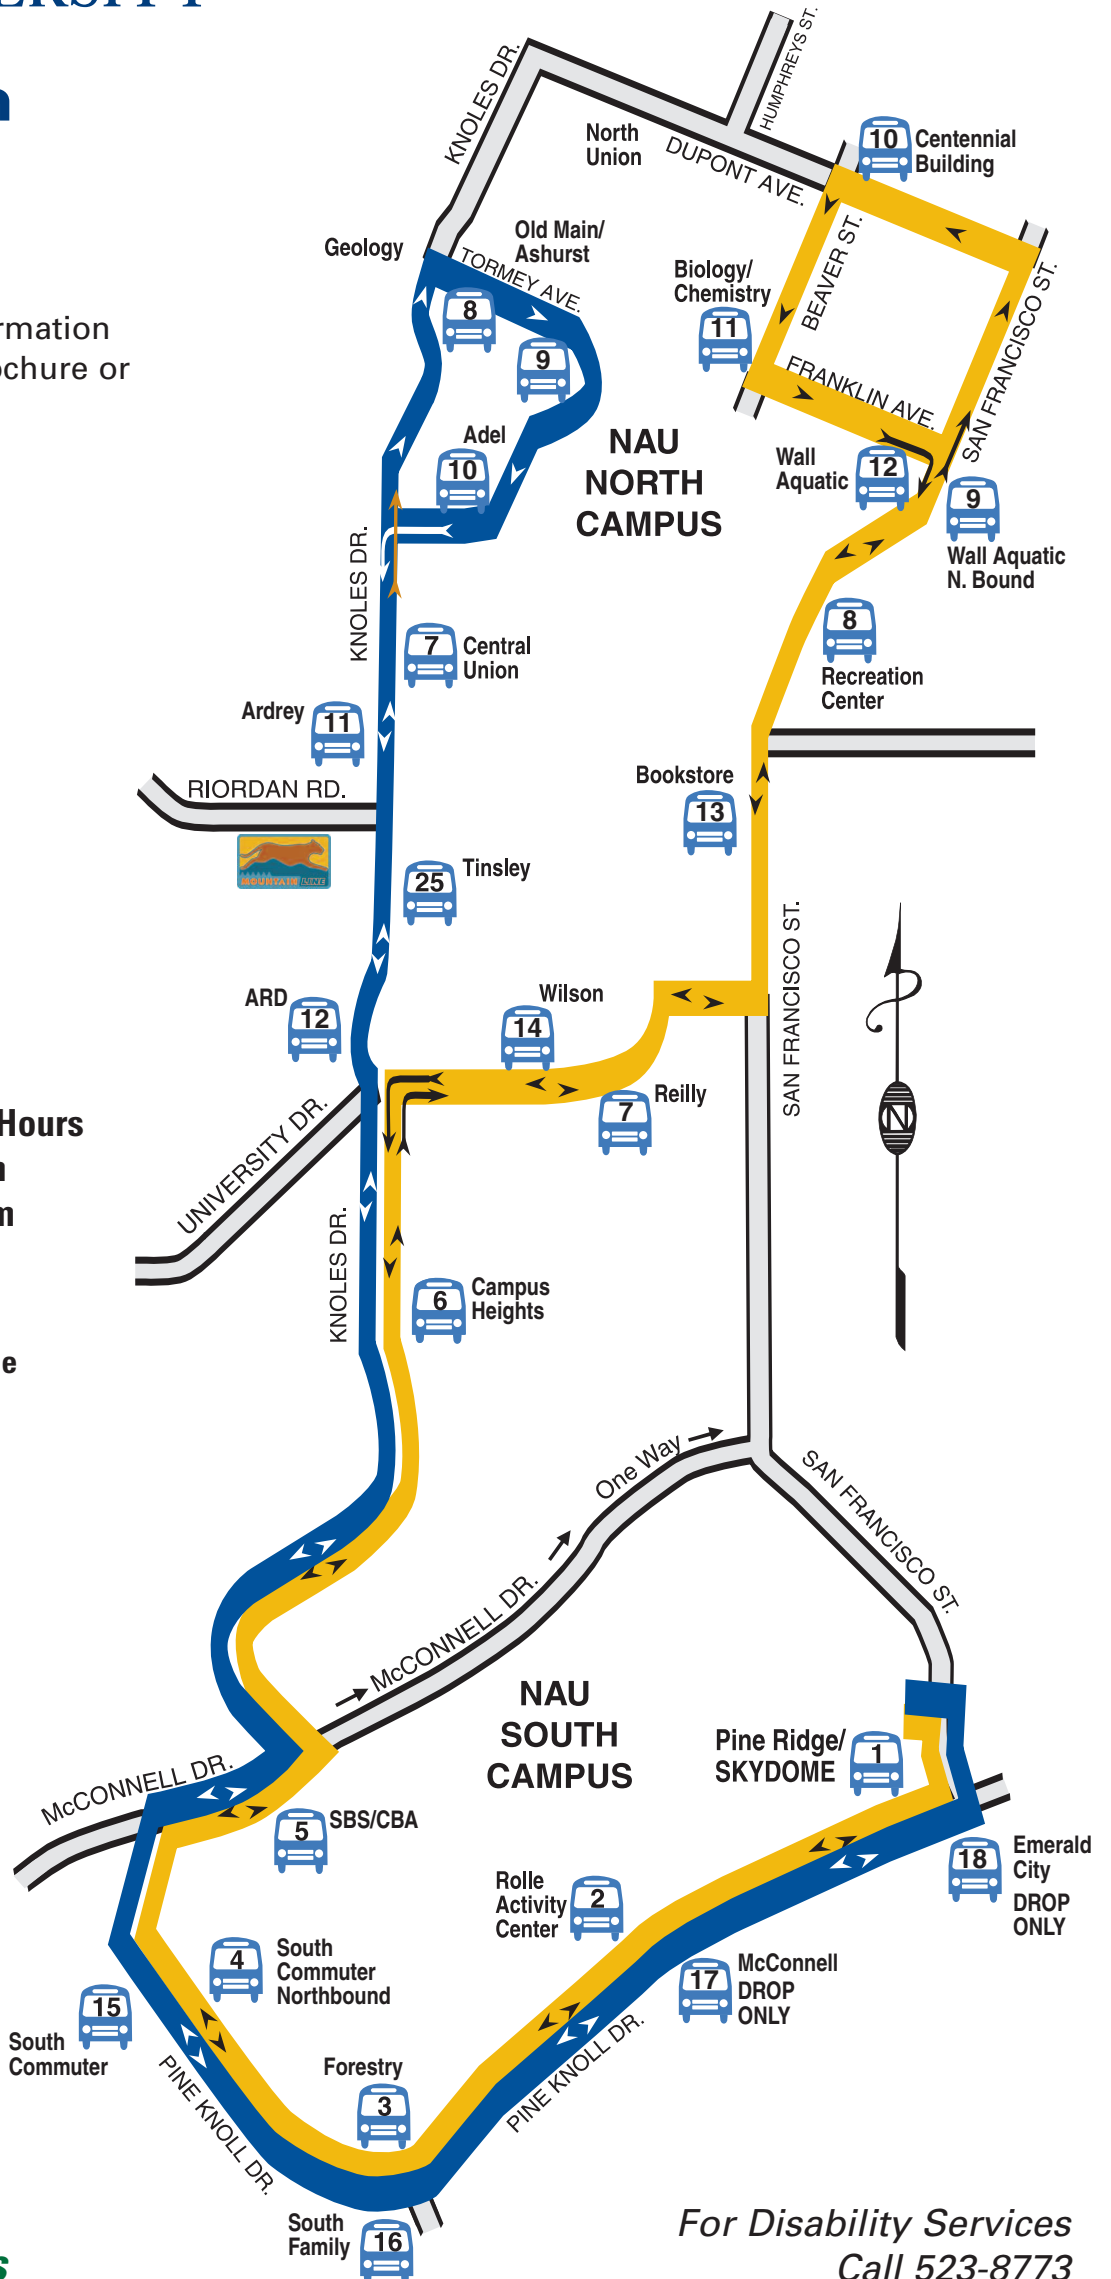 ERSITY
n
rmation
ochure or
Hours
n
m
e
s
KNOLES DR.
HUMPHREYS ST.
North
Union
DUPONT AVE.
10
Centennial
Building
Geology
Old Main/
Ashurst
TORMEY AVE.
8
9
Biology/
Chemistry
11
BEAVER ST.
SAN FRANCISCO ST.
FRANKLIN AVE.
Adel
10
NAU
NORTH
CAMPUS
Wall
Aquatic
12
9
Wall Aquatic
N. Bound
KNOLES DR.
7
Central
Union
8
Recreation
Center
Ardrey
11
RIORDAN RD.
MOUNTAIN LINE
Bookstore
13
25
Tinsley
SAN FRANCISCO ST.
ARD
12
Wilson
14
Reilly
7
N
UNIVERSITY DR.
KNOLES DR.
6
Campus
Heights
One Way
SAN FRANCISCO ST.
McCONNELL DR.
NAU
SOUTH
CAMPUS
Pine Ridge/
SKYDOME
1
McCONNELL DR.
5
SBS/CBA
Rolle
Activity
Center
2
18
Emerald
City
DROP
ONLY
4
South
Commuter
Northbound
17
McConnell
DROP
ONLY
15
South
Commuter
PINE KNOLL DR.
Forestry
3
PINE KNOLL DR.
South
Family
16
For Disability Services
Call 523-8773